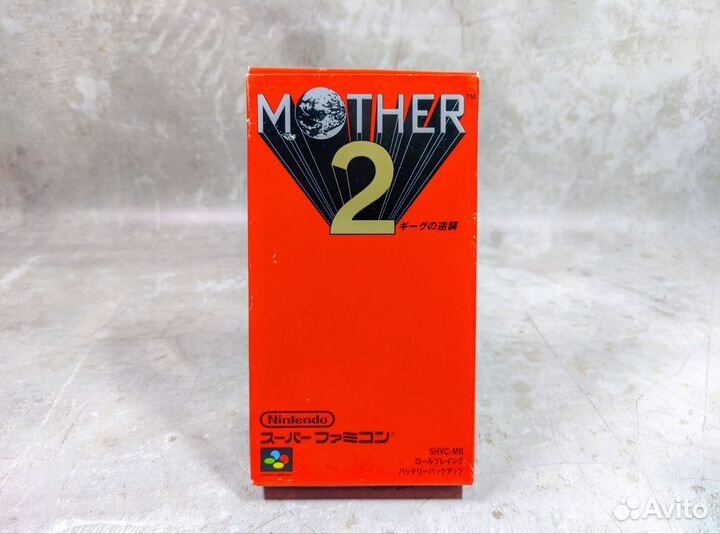 MOTHER™
2
ギーグの逆襲
Nintendo
スーパーファミコン®
SHVC-MB
ロールプレイング
バッテリーバックアップ
Avito